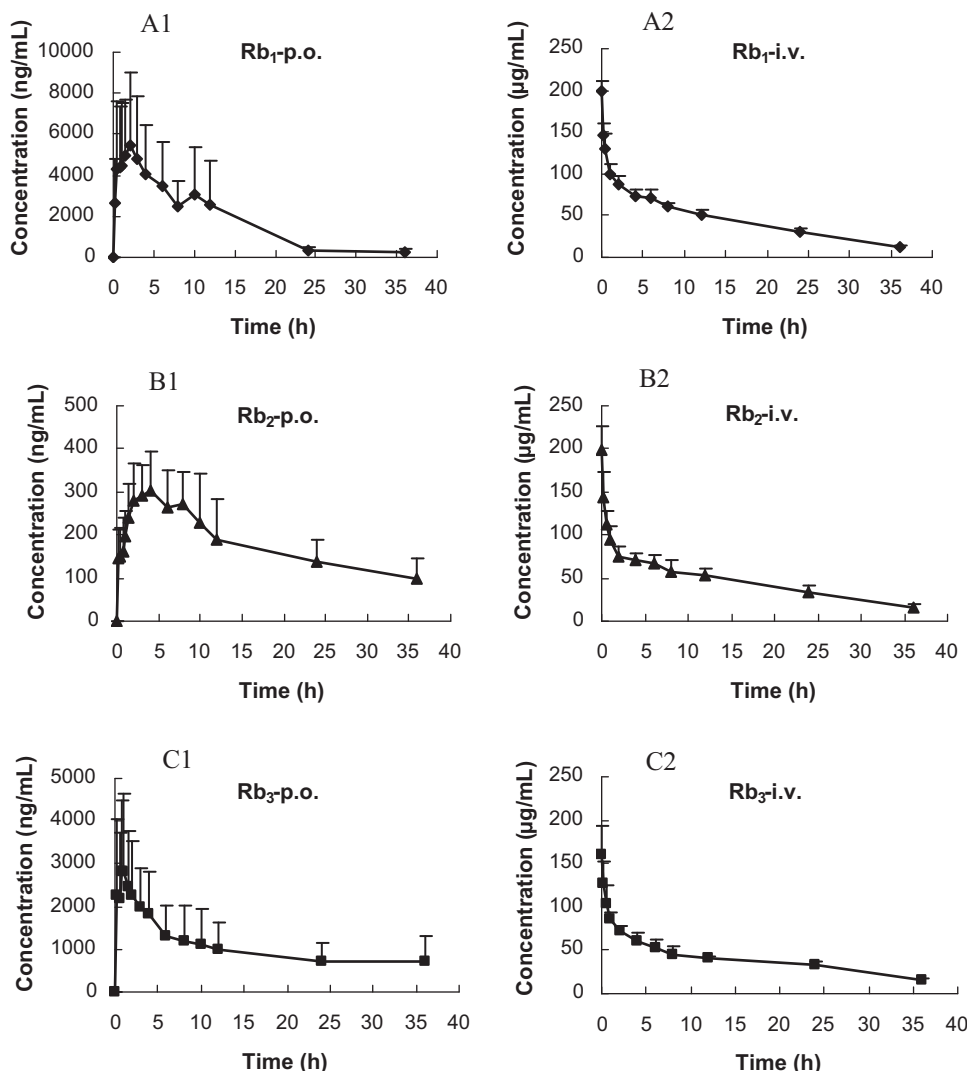 A1
Rb₁-p.o.
Concentration (ng/mL)
10000
8000
6000
4000
2000
0
0 5 10 15 20 25 30 35 40
Time (h)
A2
Rb₁-i.v.
Concentration (µg/mL)
250
200
150
100
50
0
0 5 10 15 20 25 30 35 40
Time (h)
B1
Rb₂-p.o.
Concentration (ng/mL)
500
400
300
200
100
0
0 5 10 15 20 25 30 35 40
Time (h)
B2
Rb₂-i.v.
Concentration (µg/mL)
250
200
150
100
50
0
0 5 10 15 20 25 30 35 40
Time (h)
C1
Rb₃-p.o.
Concentration (ng/mL)
5000
4000
3000
2000
1000
0
0 5 10 15 20 25 30 35 40
Time (h)
C2
Rb₃-i.v.
Concentration (µg/mL)
250
200
150
100
50
0
0 5 10 15 20 25 30 35 40
Time (h)